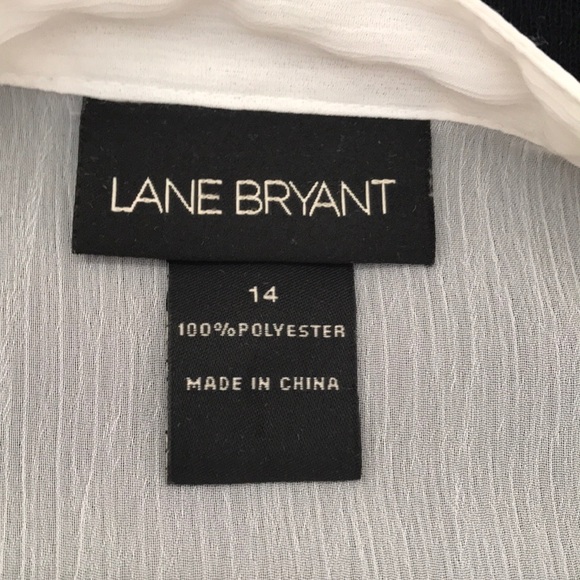 LANE BRYANT
14
100%POLYESTER
MADE IN CHINA